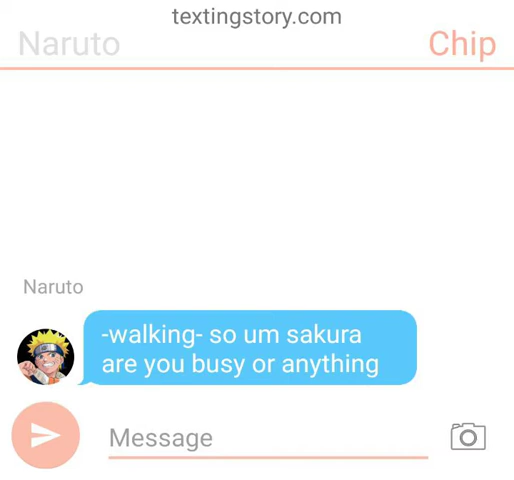 textingstory.com
Naruto
Chip
Naruto
-walking- so um sakura
are you busy or anything
Message